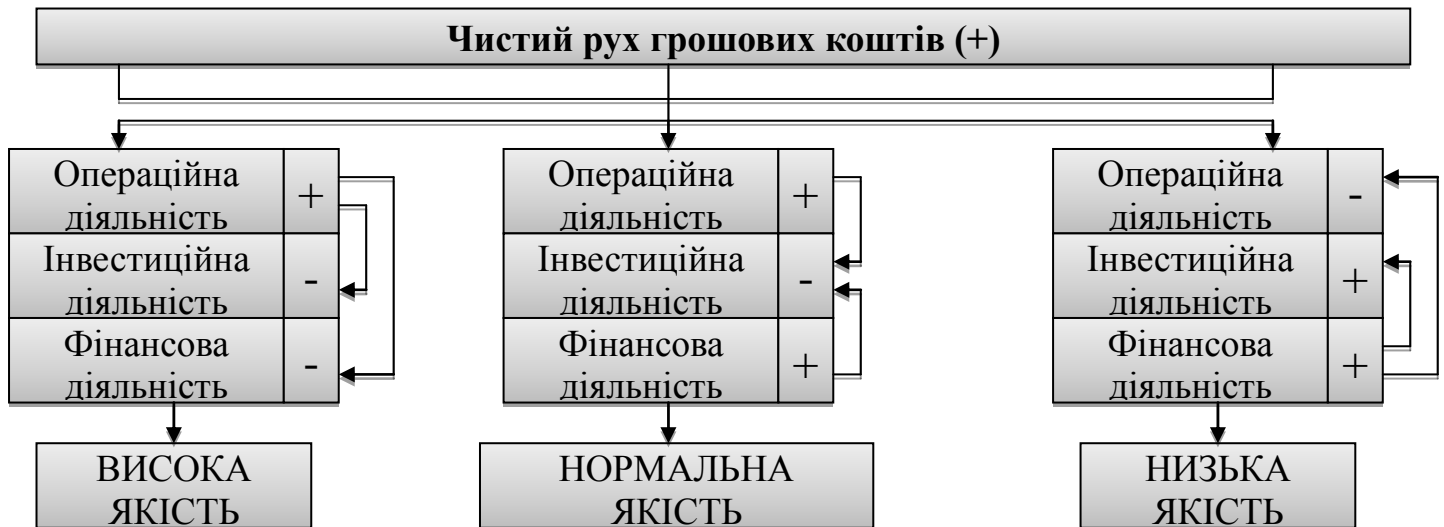 Чистий рух грошових коштів (+)
Операційна
діяльність
+
Інвестиційна
діяльність
-
Фінансова
діяльність
-
ВИСОКА
ЯКІСТЬ
Операційна
діяльність
+
Інвестиційна
діяльність
-
Фінансова
діяльність
+
НОРМАЛЬНА
ЯКІСТЬ
Операційна
діяльність
-
Інвестиційна
діяльність
+
Фінансова
діяльність
+
НИЗЬКА
ЯКІСТЬ